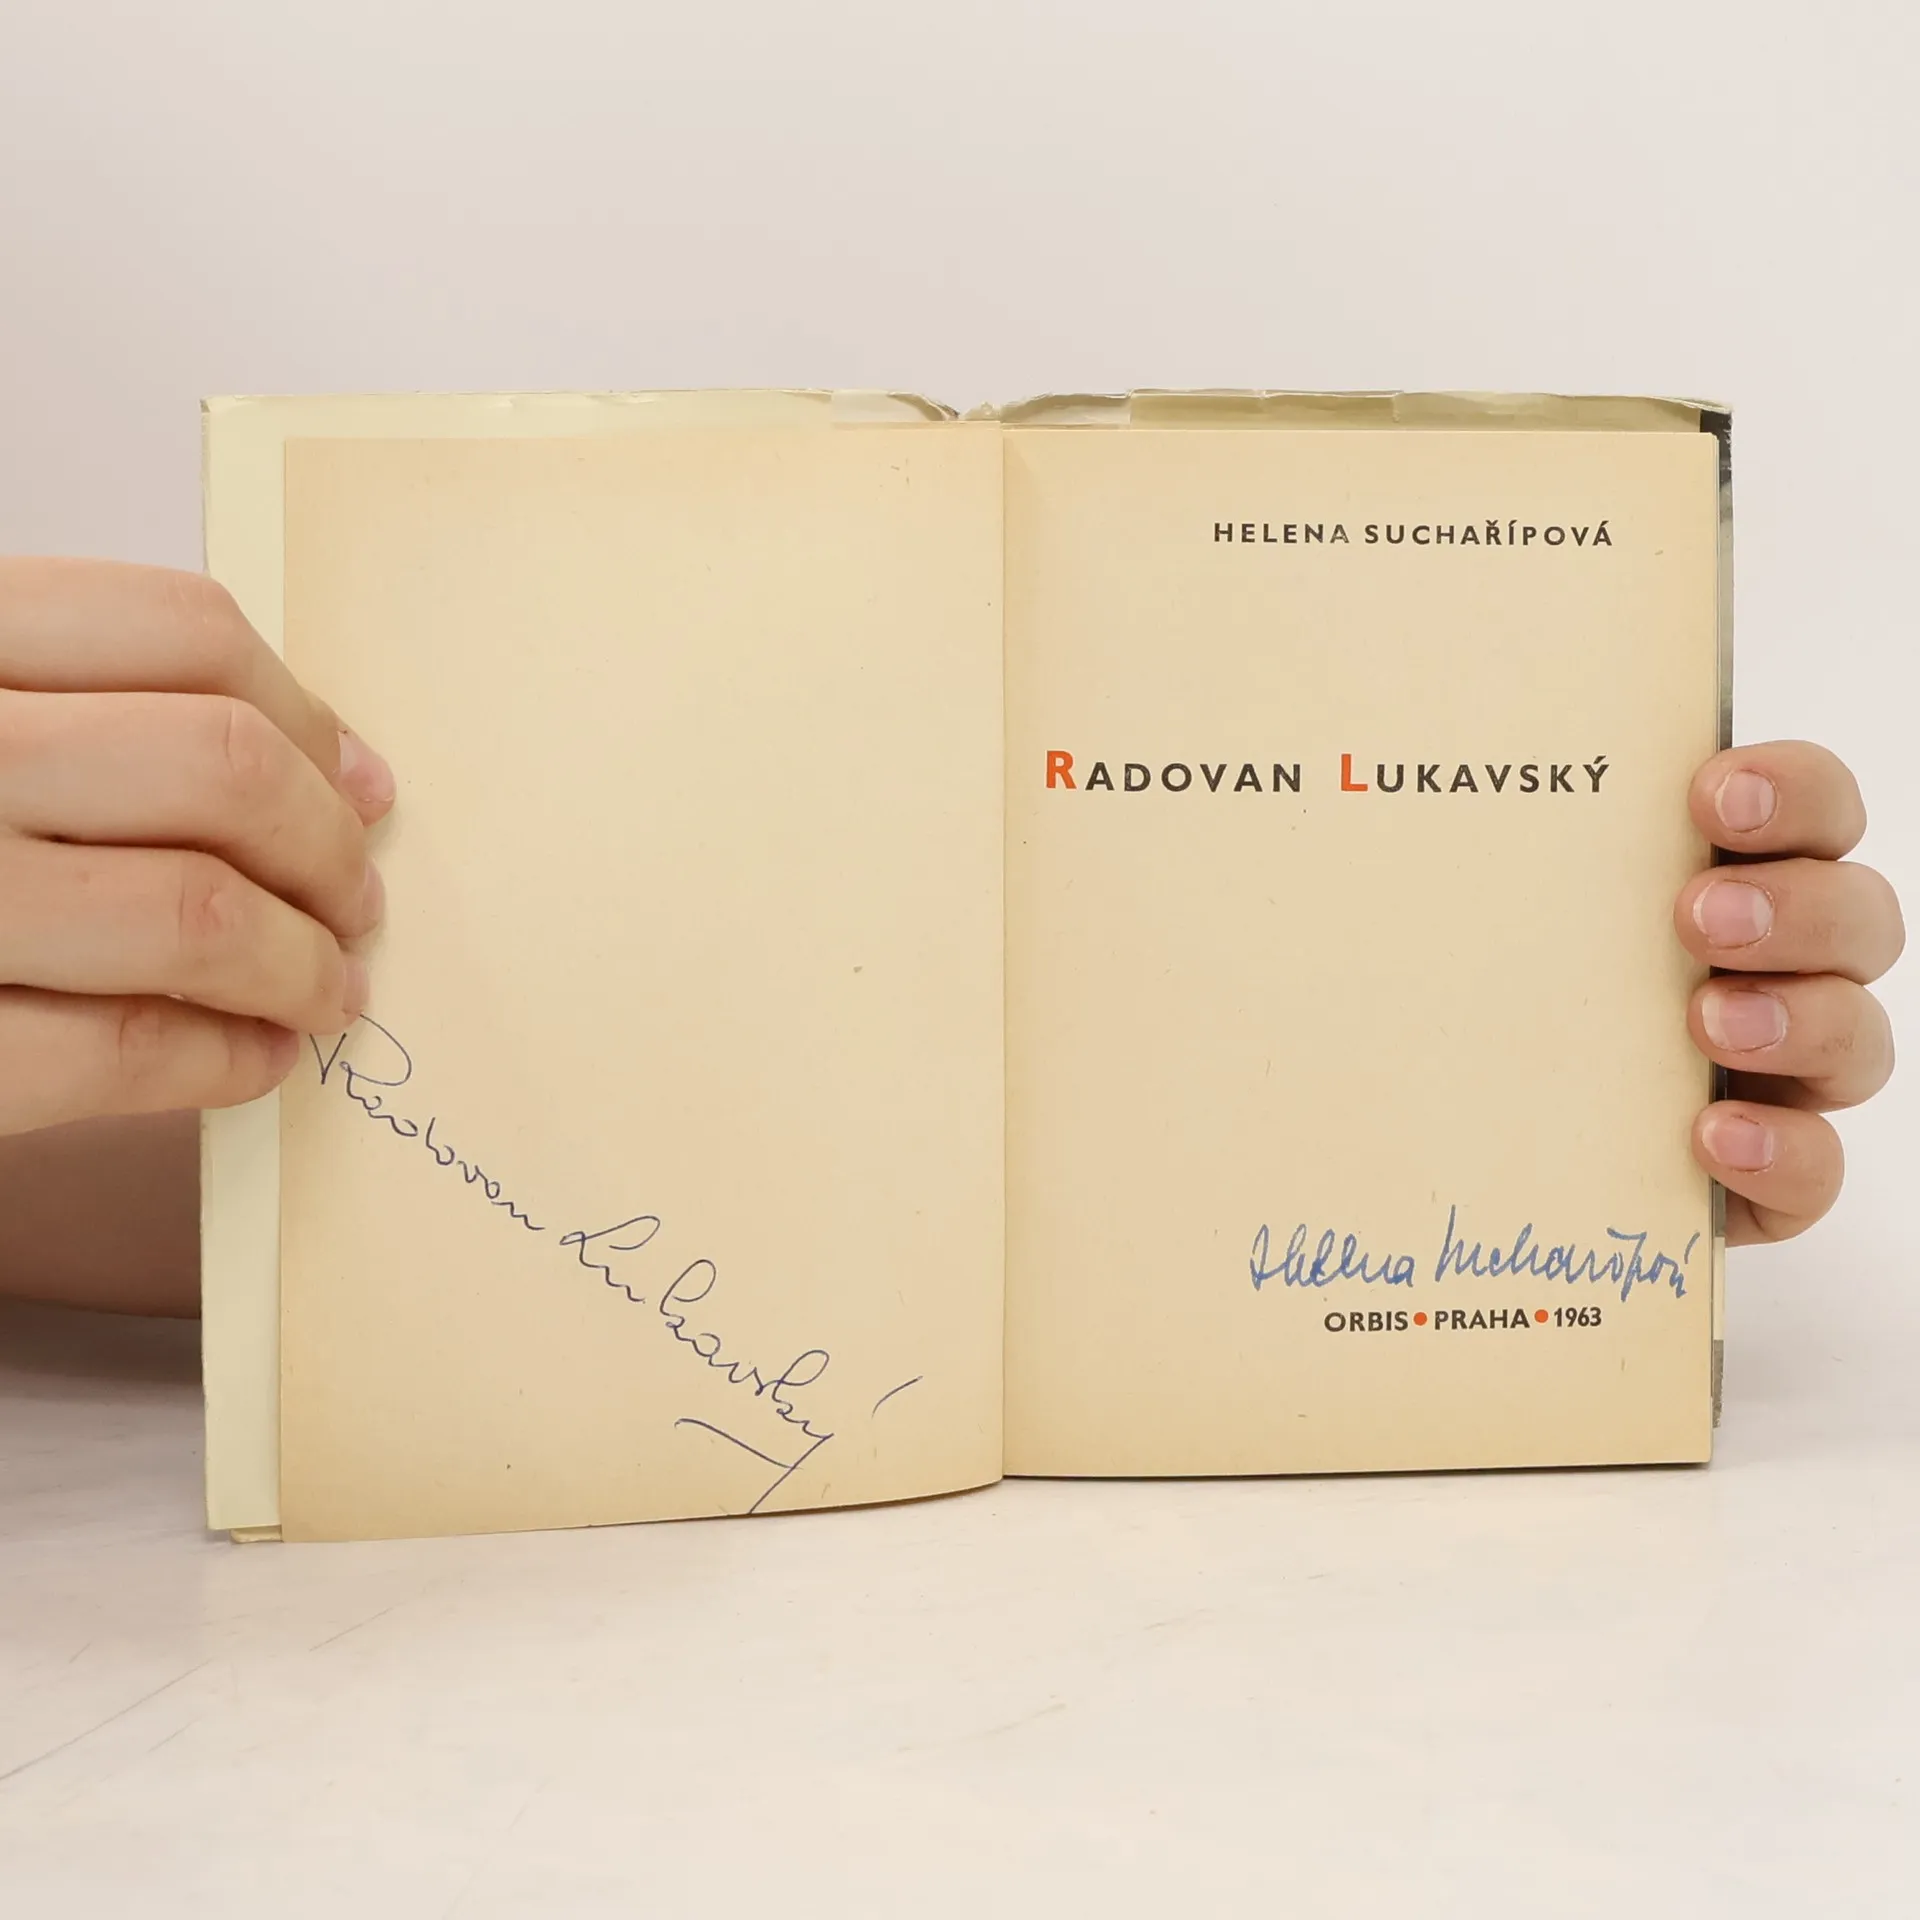 Radovan Lukavský
HELENA SUCHAŘÍPOVÁ
RADOVAN LUKAVSKÝ
Helena Suchařípová
ORBIS • PRAHA • 1963